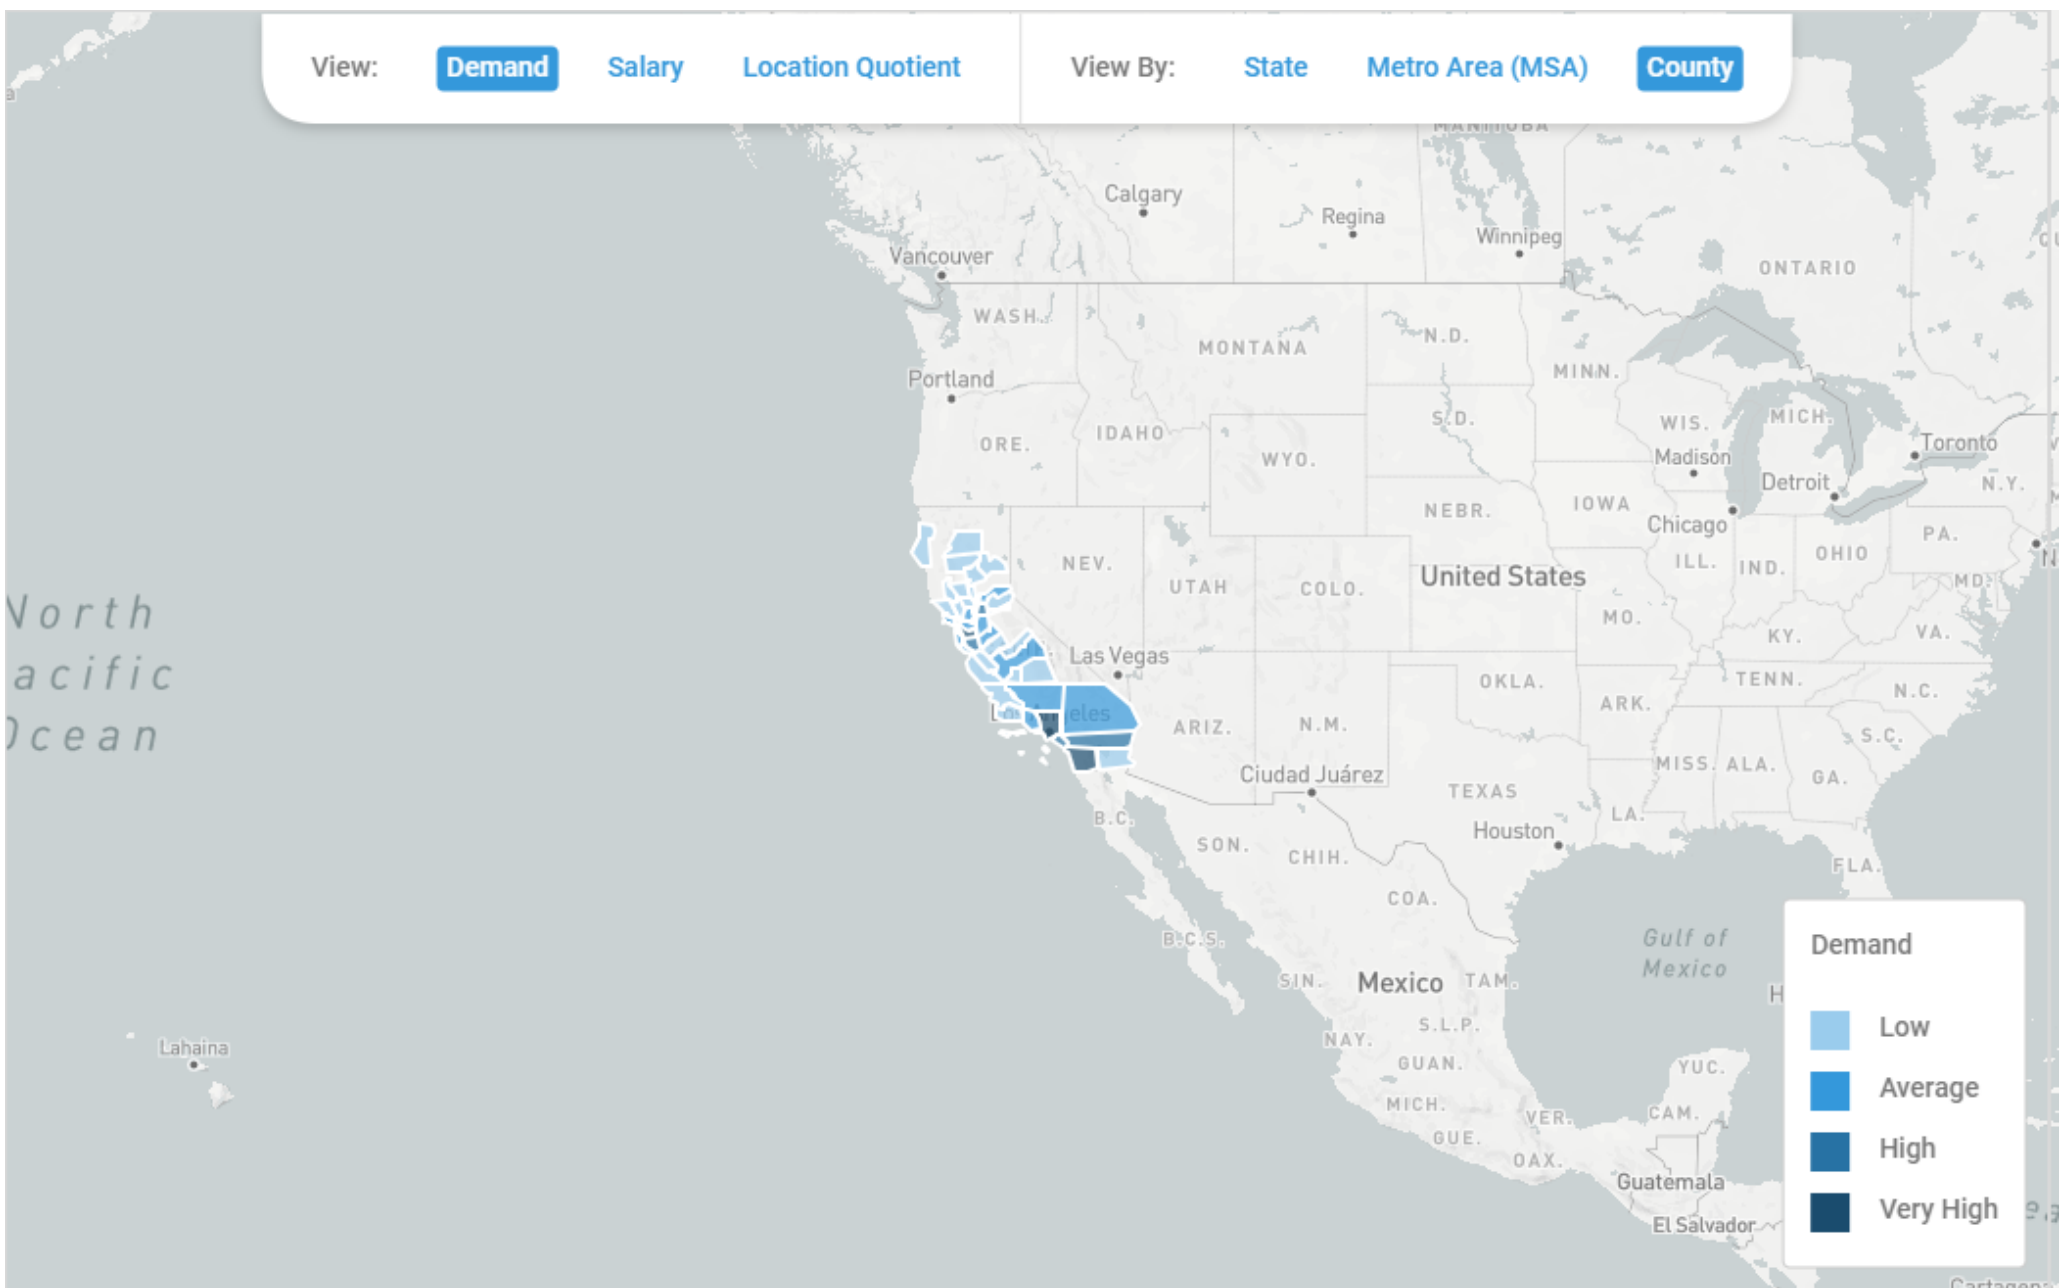 View: Demand Salary Location Quotient View By: State Metro Area (MSA) County
MANITOBA
Calgary
Regina
Winnipeg
Vancouver
ONTARIO
WASH.
N.D.
MONTANA
MINN.
Portland
S.D.
MICH.
WIS.
IDAHO
ORE.
Toronto
WYO.
Madison
Detroit
N.Y.
IOWA
NEBR.
Chicago
PA.
OHIO
NEV.
ILL.
IND.
United States
UTAH
COLO.
MD.
North
Pacific
Ocean
MO.
KY.
VA.
Las Vegas
TENN.
OKLA.
N.C.
ARK.
Los Angeles
ARIZ.
N.M.
S.C.
MISS.
ALA.
GA.
Ciudad Juárez
TEXAS
LA.
B.C.
Houston
SON.
CHIH.
FLA.
COA.
Gulf of
Mexico
B.C.S.
SIN.
Mexico
TAM.
S.L.P.
NAY.
Lahaina
GUAN.
YUC.
MICH.
VER.
CAM.
GUE.
OAX.
Guatemala
El Salvador
Demand
Low
Average
High
Very High